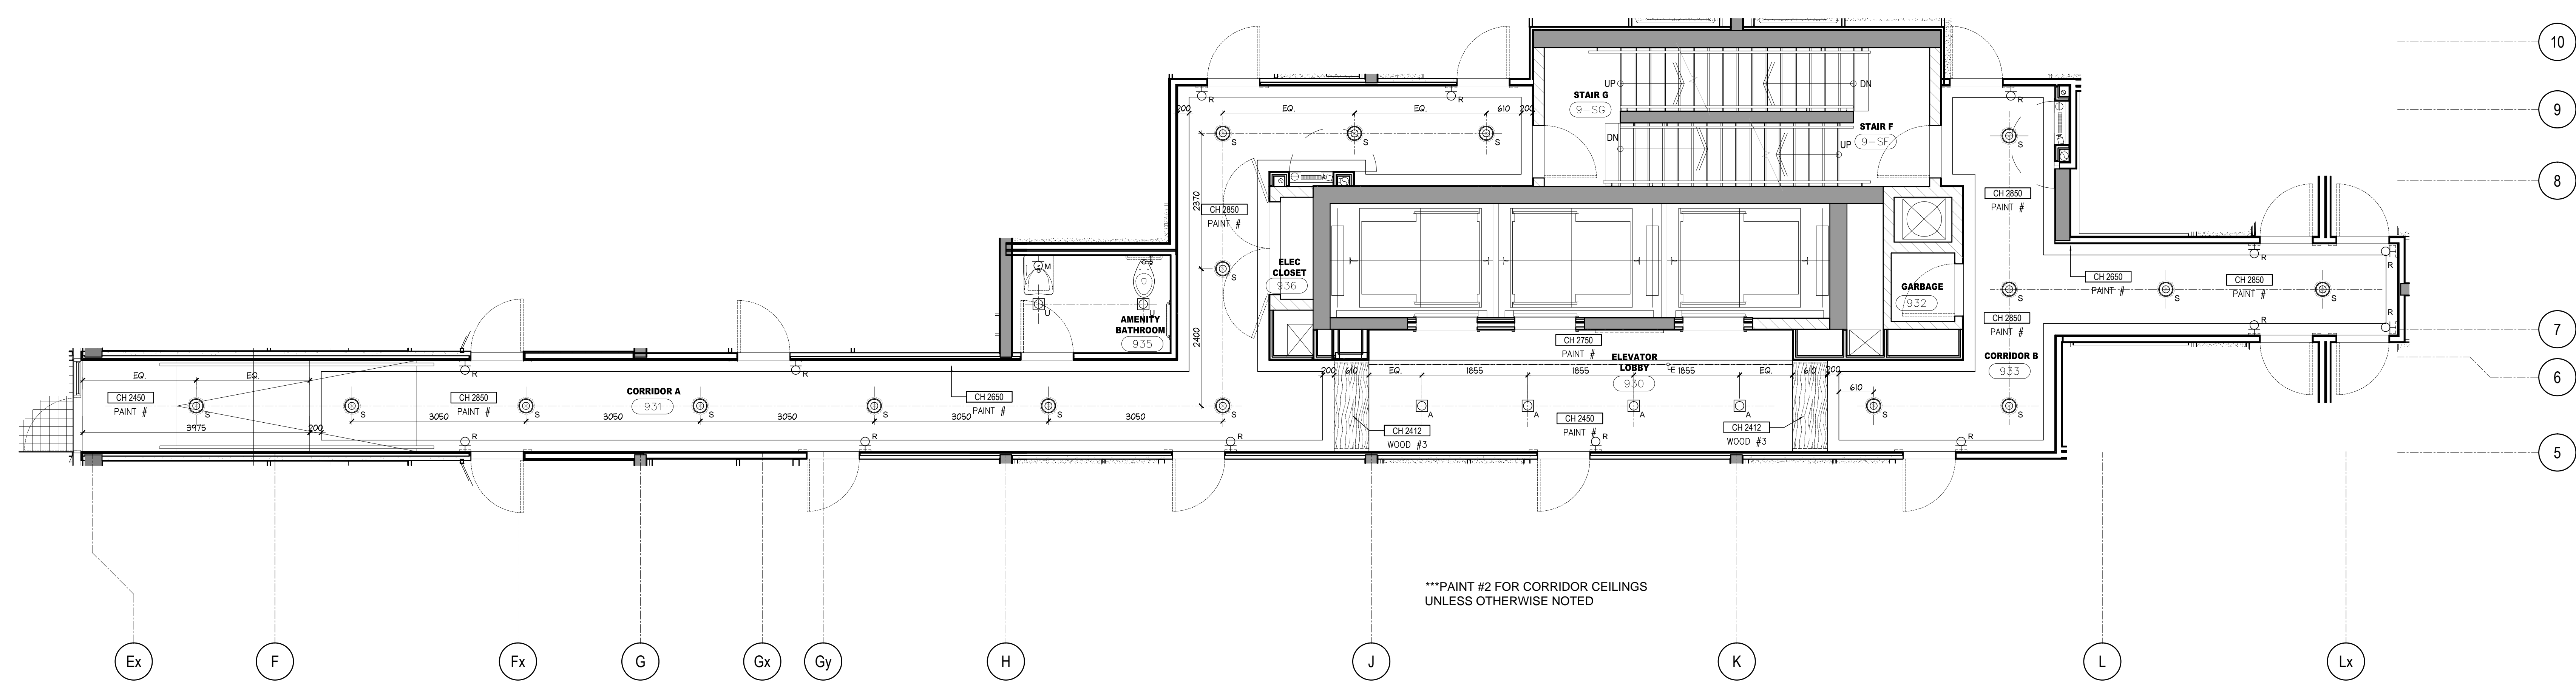 10
9
8
7
6
5
UP
DN
STAIR G
9-SG
STAIR F
9-SF
DN
UP
R
R
R
200
EQ.
EQ.
610
200
S
S
S
S
2370
CH 2850
PAINT #
CH 2850
PAINT #
ELEC
CLOSET
936
S
M
U
U
AMENITY
BATHROOM
935
2400
GARBAGE
932
CH 2650
PAINT #
CH 2850
PAINT #
S
S
S
R
R
R
R
CH 2850
PAINT #
CORRIDOR B
933
CH 2750
PAINT #
ELEVATOR
LOBBY
930
E
EQ.
EQ.
R
R
CH 2450
PAINT #
S
S
CH 2850
PAINT #
S
CORRIDOR A
931
S
S
CH 2650
PAINT #
S
S
3975
200
3050
3050
3050
3050
3050
R
R
R
200
610
EQ.
1855
1855
1855
EQ.
610
200
610
A
A
A
A
CH 2412
WOOD #3
CH 2450
PAINT #
R
CH 2412
WOOD #3
S
S
R
***PAINT #2 FOR CORRIDOR CEILINGS
UNLESS OTHERWISE NOTED
Ex
F
Fx
G
Gx
Gy
H
J
K
L
Lx